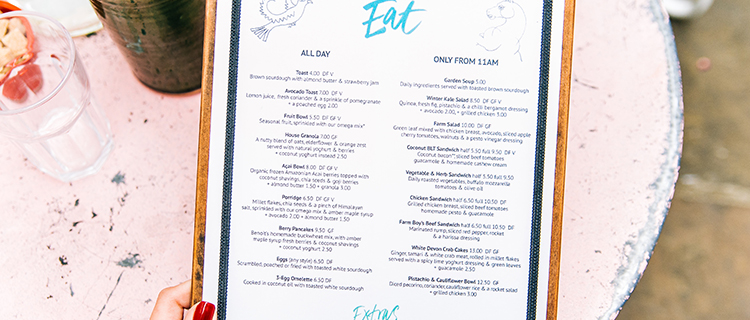 Eat
ALL DAY
Toast 4.00 DF V
Brown sourdough with almond butter & strawberry jam
Avocado Toast 7.00 DF V
Lemon juice, fresh coriander & a sprinkle of pomegranate
+ a poached egg 2.00
Fruit Bowl 5.50 DF GF V
Seasonal fruit, sprinkled with our omega mix*
House Granola 7.00 GF
A nutty blend of oats, elderflower & orange zest
served with natural yoghurt & berries
+ coconut yoghurt 2.50
Açai Bowl 8.00 DF GF V
Organic frozen Amazonian Acai berries topped with
coconut shavings, chia seeds & goji berries
+ almond butter 1.50 + granola 3.00
Porridge 6.50 DF GF V
Millet flakes, chia seeds & a pinch of Himalayan
salt, sprinkled with our omega mix & amber maple syrup
+ avocado 2.00 + almond butter 1.50
Berry Pancakes 9.50 GF
Benoit's homemade buckwheat mix, with amber
maple syrup fresh berries & coconut shavings
+ coconut yoghurt 2.50
Eggs (any style) 6.50 DF
Scrambled, poached or fried with toasted white sourdough
3-Egg Omelette 6.50 DF
Cooked in coconut oil with toasted white sourdough
ONLY FROM 11AM
Garden Soup 5.00
Daily ingredients served with toasted brown sourdough
Winter Kale Salad 8.50 DF GF V
Quinoa, fresh fig, pistachio & a chilli bergamot dressing
+ avocado 2.00, + grilled chicken 3.00
Farm Salad 10.00 DF GF
Green leaf mixed with chicken breast, avocado, sliced apple
cherry tomatoes, walnuts & a pesto vinegar dressing
Coconut BLT Sandwich half 5.50 full 9.50 DF V
Coconut bacon**, sliced beef tomatoes
guacamole & homemade cashew cream
Vegetable & Herb Sandwich half 5.50 full 9.50
Daily roasted vegetables, buffalo mozzarella
tomatoes & olive oil
Chicken Sandwich half 6.50 full 10.50 DF
Grilled chicken breast, sliced beef tomatoes
homemade pesto & guacamole
Farm Boy's Beef Sandwich half 6.50 full 10.50 DF
Marinated rump, sliced red pepper, rocket
& a harissa dressing
White Devon Crab Cakes 13.00 DF
Ginger, tamari & white crab meat, rolled in millet flakes
served with a spicy lime yoghurt dressing & green leaves
+ guacamole 2.50
Pistachio & Cauliflower Bowl 12.50 GF
Diced pecorino, coriander, cauliflower rice & a rocket salad
+ grilled chicken 3.00
Extras